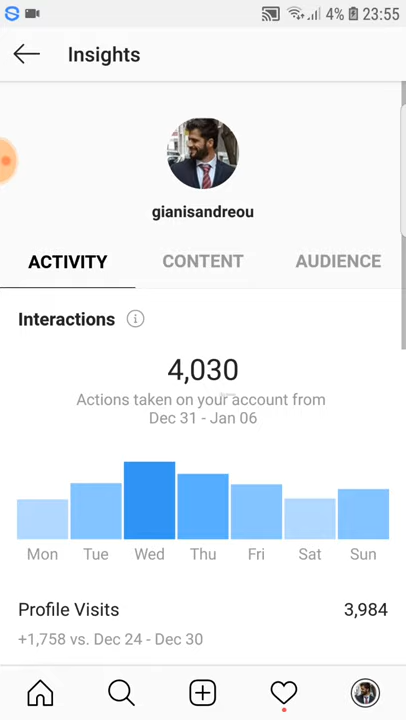 4% 23:55
Insights
gianisandreou
ACTIVITY CONTENT AUDIENCE
Interactions
4,030
Actions taken on your account from
Dec 31 - Jan 06
Mon Tue Wed Thu Fri Sat Sun
Profile Visits 3,984
+1,758 vs. Dec 24 - Dec 30